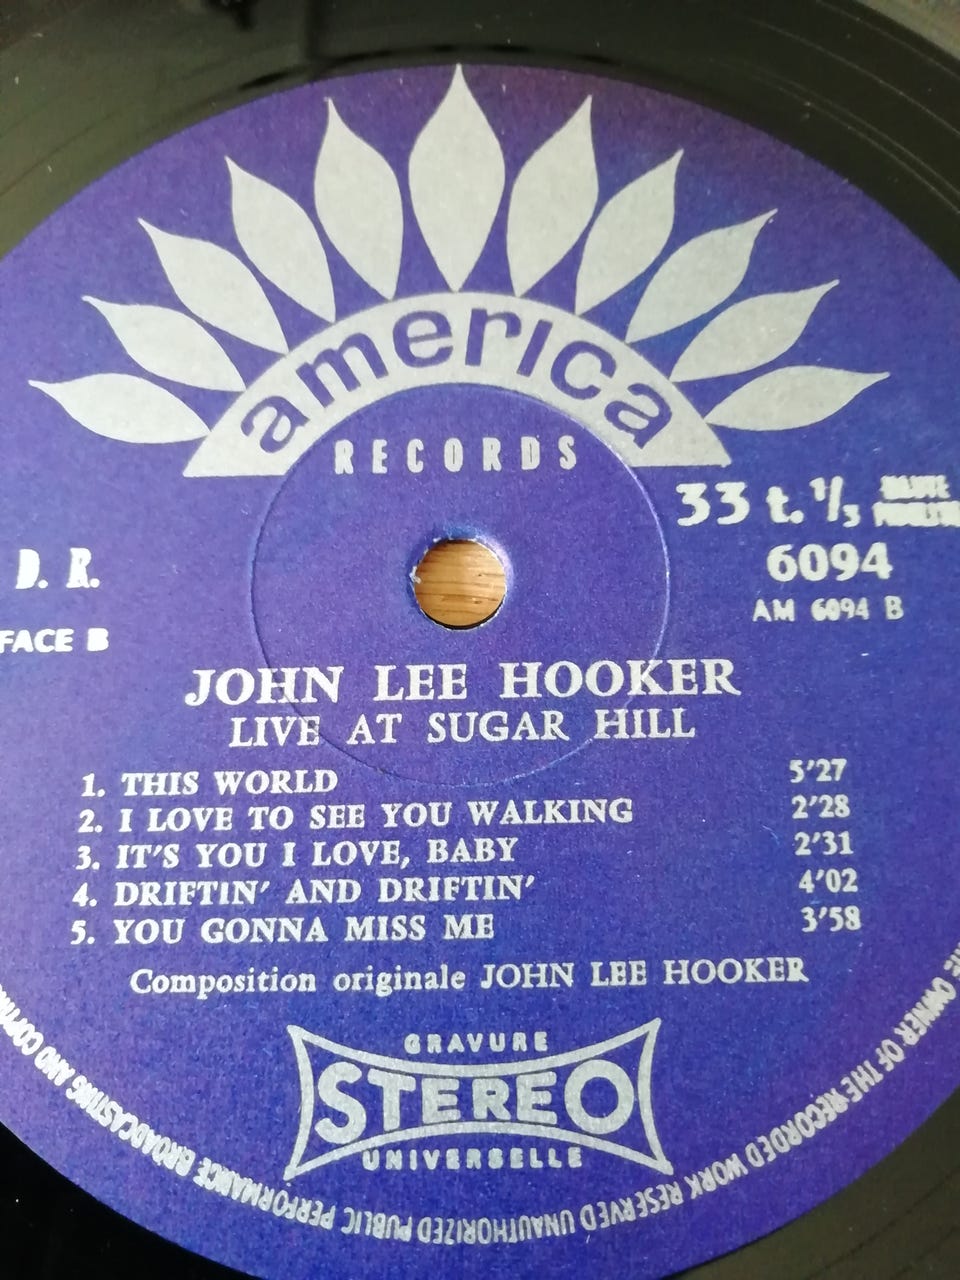 america
RECORDS
33 t. 1/3 HAUTE
FIDELITE
D. R.
6094
AM 6094 B
FACE B
JOHN LEE HOOKER
LIVE AT SUGAR HILL
1. THIS WORLD 5'27
2. I LOVE TO SEE YOU WALKING 2'28
3. IT'S YOU I LOVE, BABY 2'31
4. DRIFTIN' AND DRIFTIN' 4'02
5. YOU GONNA MISS ME 3'58
Composition originale JOHN LEE HOOKER
GRAVURE
STEREO
UNIVERSELLE
OWNER OF THE RECORDED WORK RESERVED UNAUTHORIZED PUBLIC PERFORMANCE BROADCASTING AND